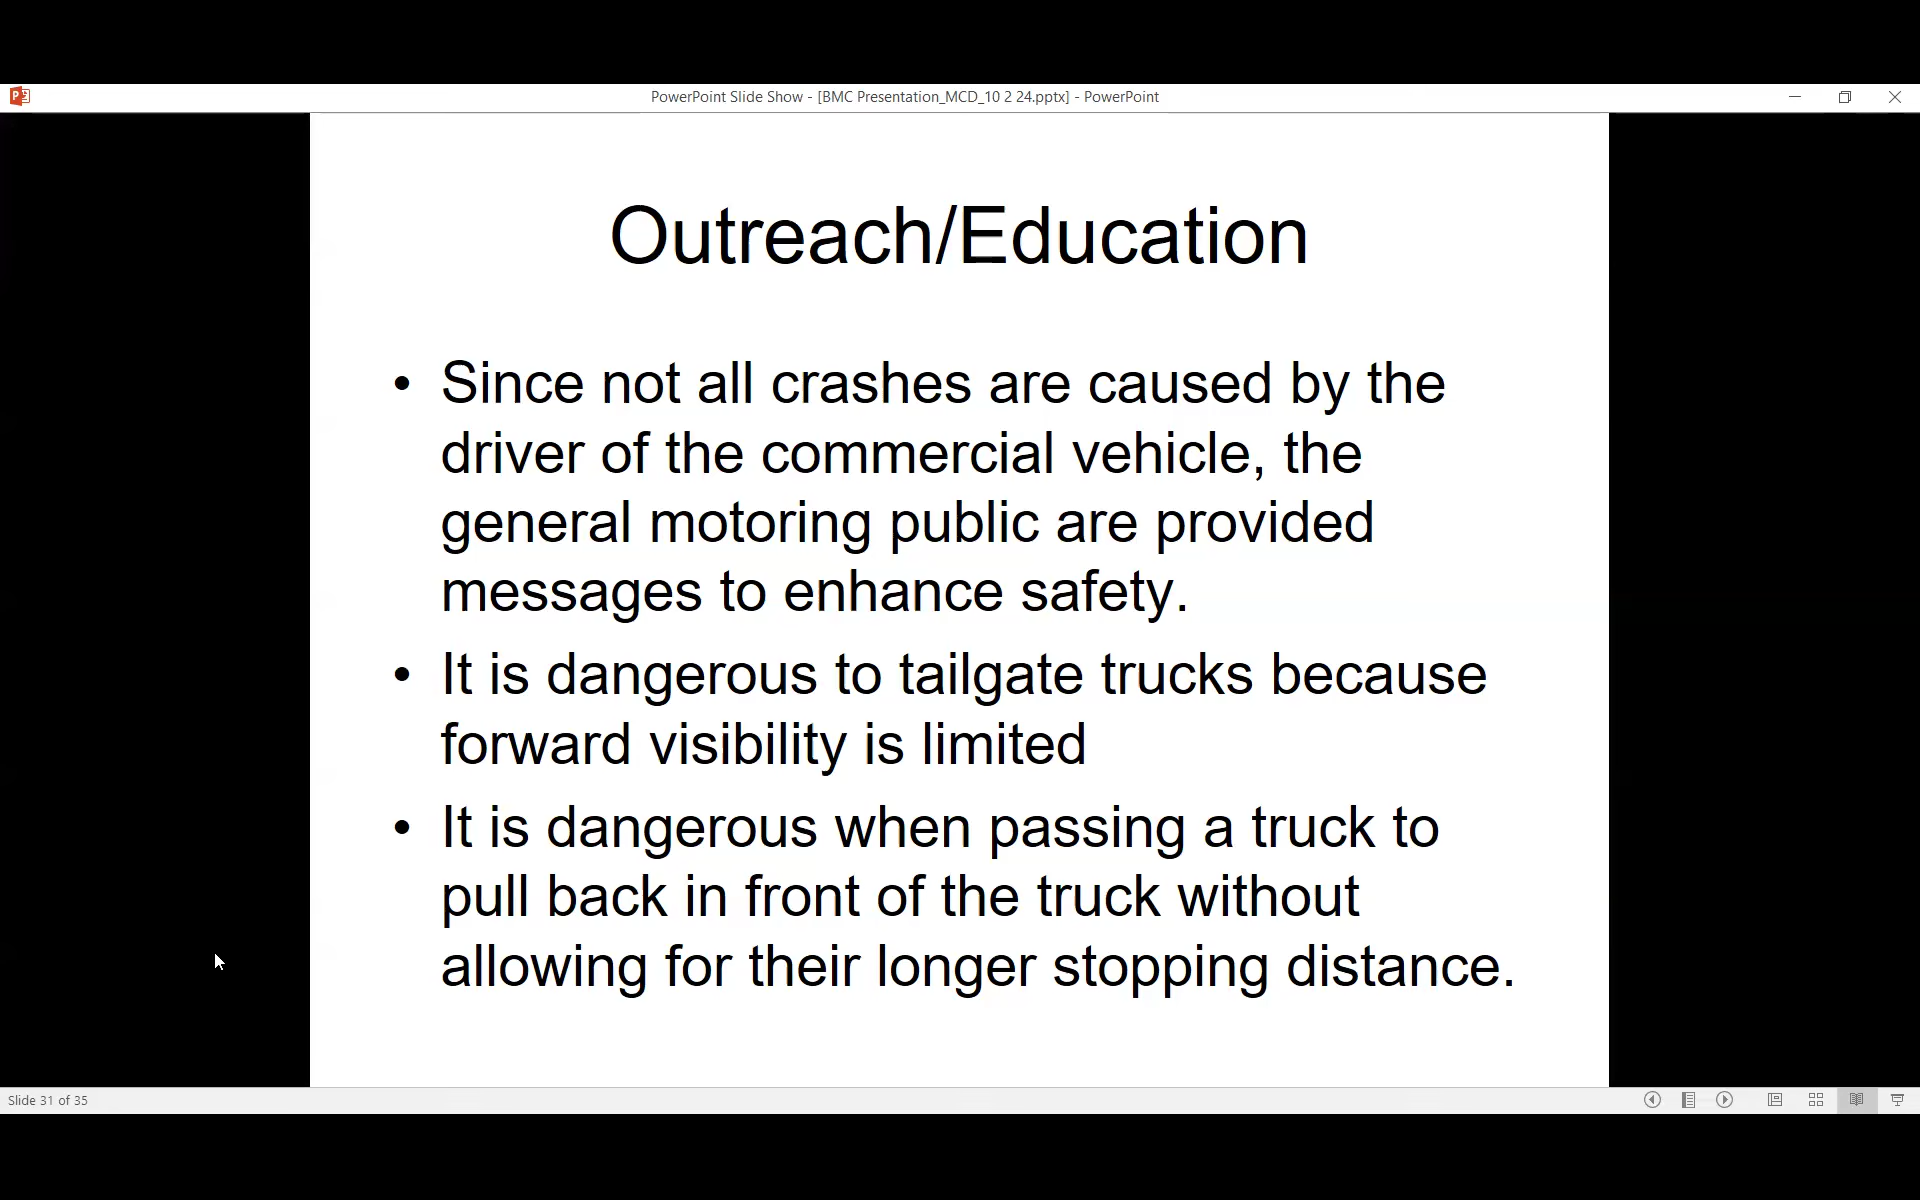 PowerPoint Slide Show - [BMC Presentation_MCD_10 2 24.pptx] - PowerPoint
Outreach/Education
• Since not all crashes are caused by the
driver of the commercial vehicle, the
general motoring public are provided
messages to enhance safety.
• It is dangerous to tailgate trucks because
forward visibility is limited
• It is dangerous when passing a truck to
pull back in front of the truck without
allowing for their longer stopping distance.
Slide 31 of 35